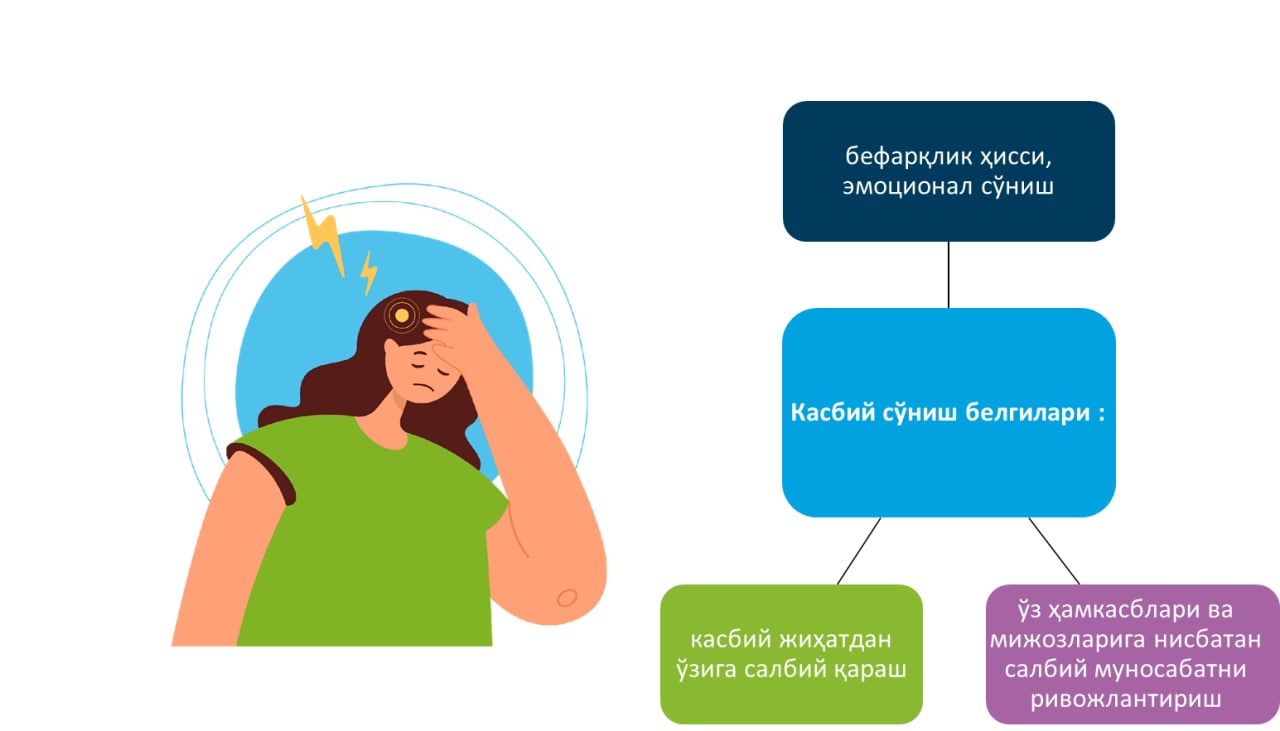 бефарқлик ҳисси,
эмоционал сўниш
Касбий сўниш белгилари :
касбий жиҳатдан
ўзига салбий қараш
ўз ҳамкасблари ва
мижозларига нисбатан
салбий муносабатни
ривожлантириш